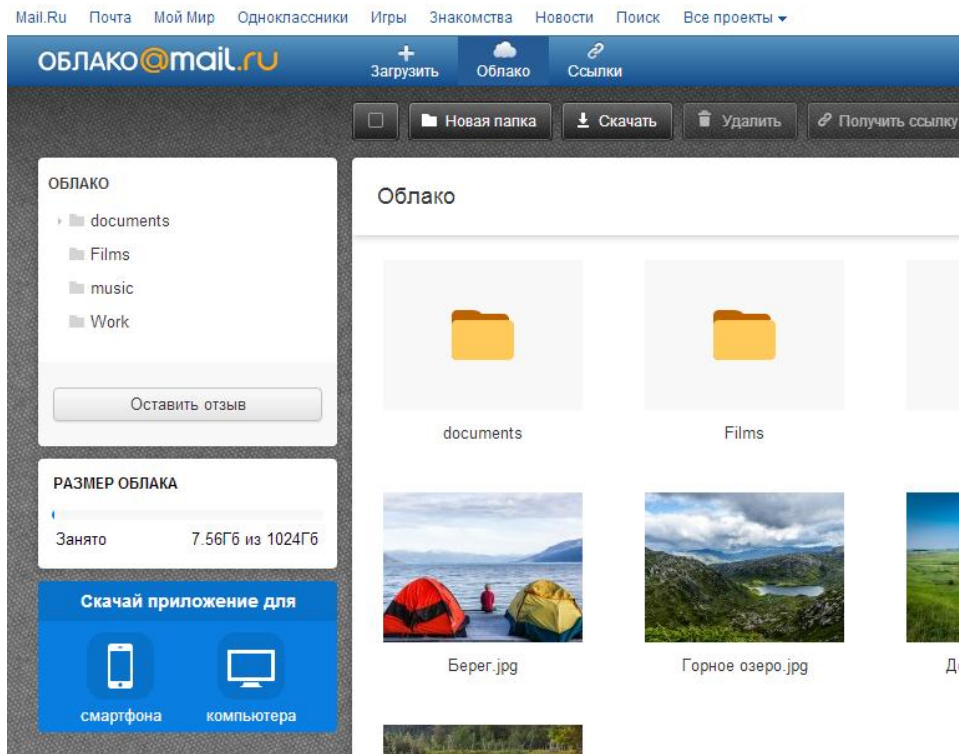 Mail.Ru Почта Мой Мир Одноклассники Игры Знакомства Новости Поиск Все проекты
ОБЛАКО@mail.ru
Загрузить Облако Ссылки
Новая папка Скачать Удалить Получить ссылку
ОБЛАКО
documents
Films
music
Work
Оставить отзыв
РАЗМЕР ОБЛАКА
Занято 7.56Гб из 1024Гб
Скачай приложение для
смартфона компьютера
Облако
documents Films
Берег.jpg Горное озеро.jpg